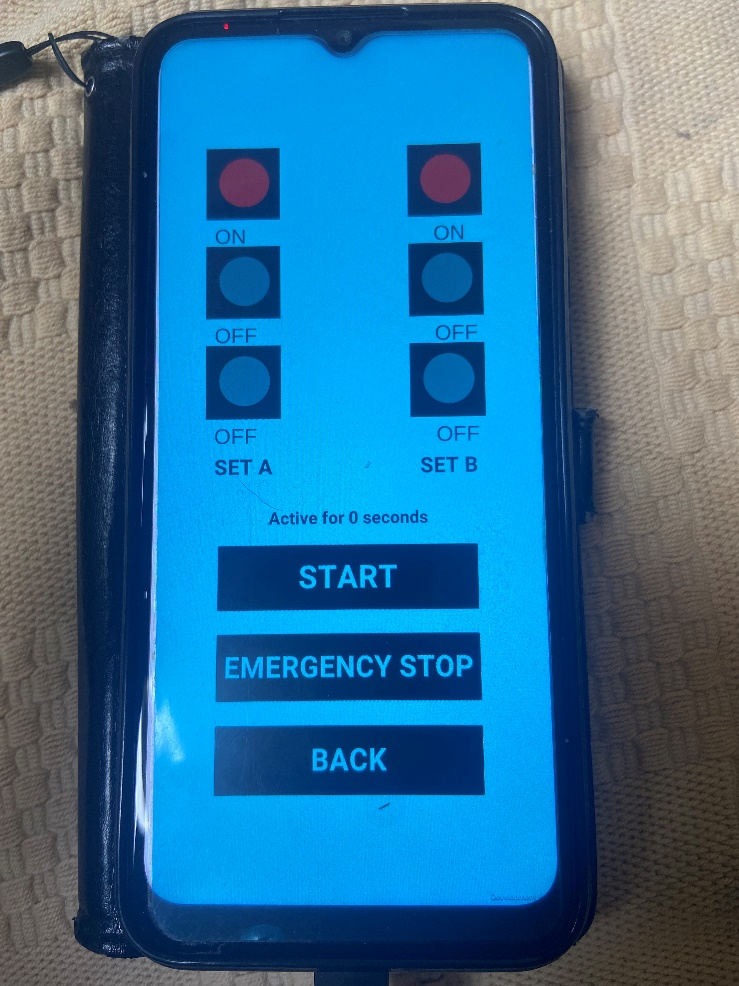 ON ON
OFF OFF
OFF OFF
SET A SET B
Active for 0 seconds
START
EMERGENCY STOP
BACK